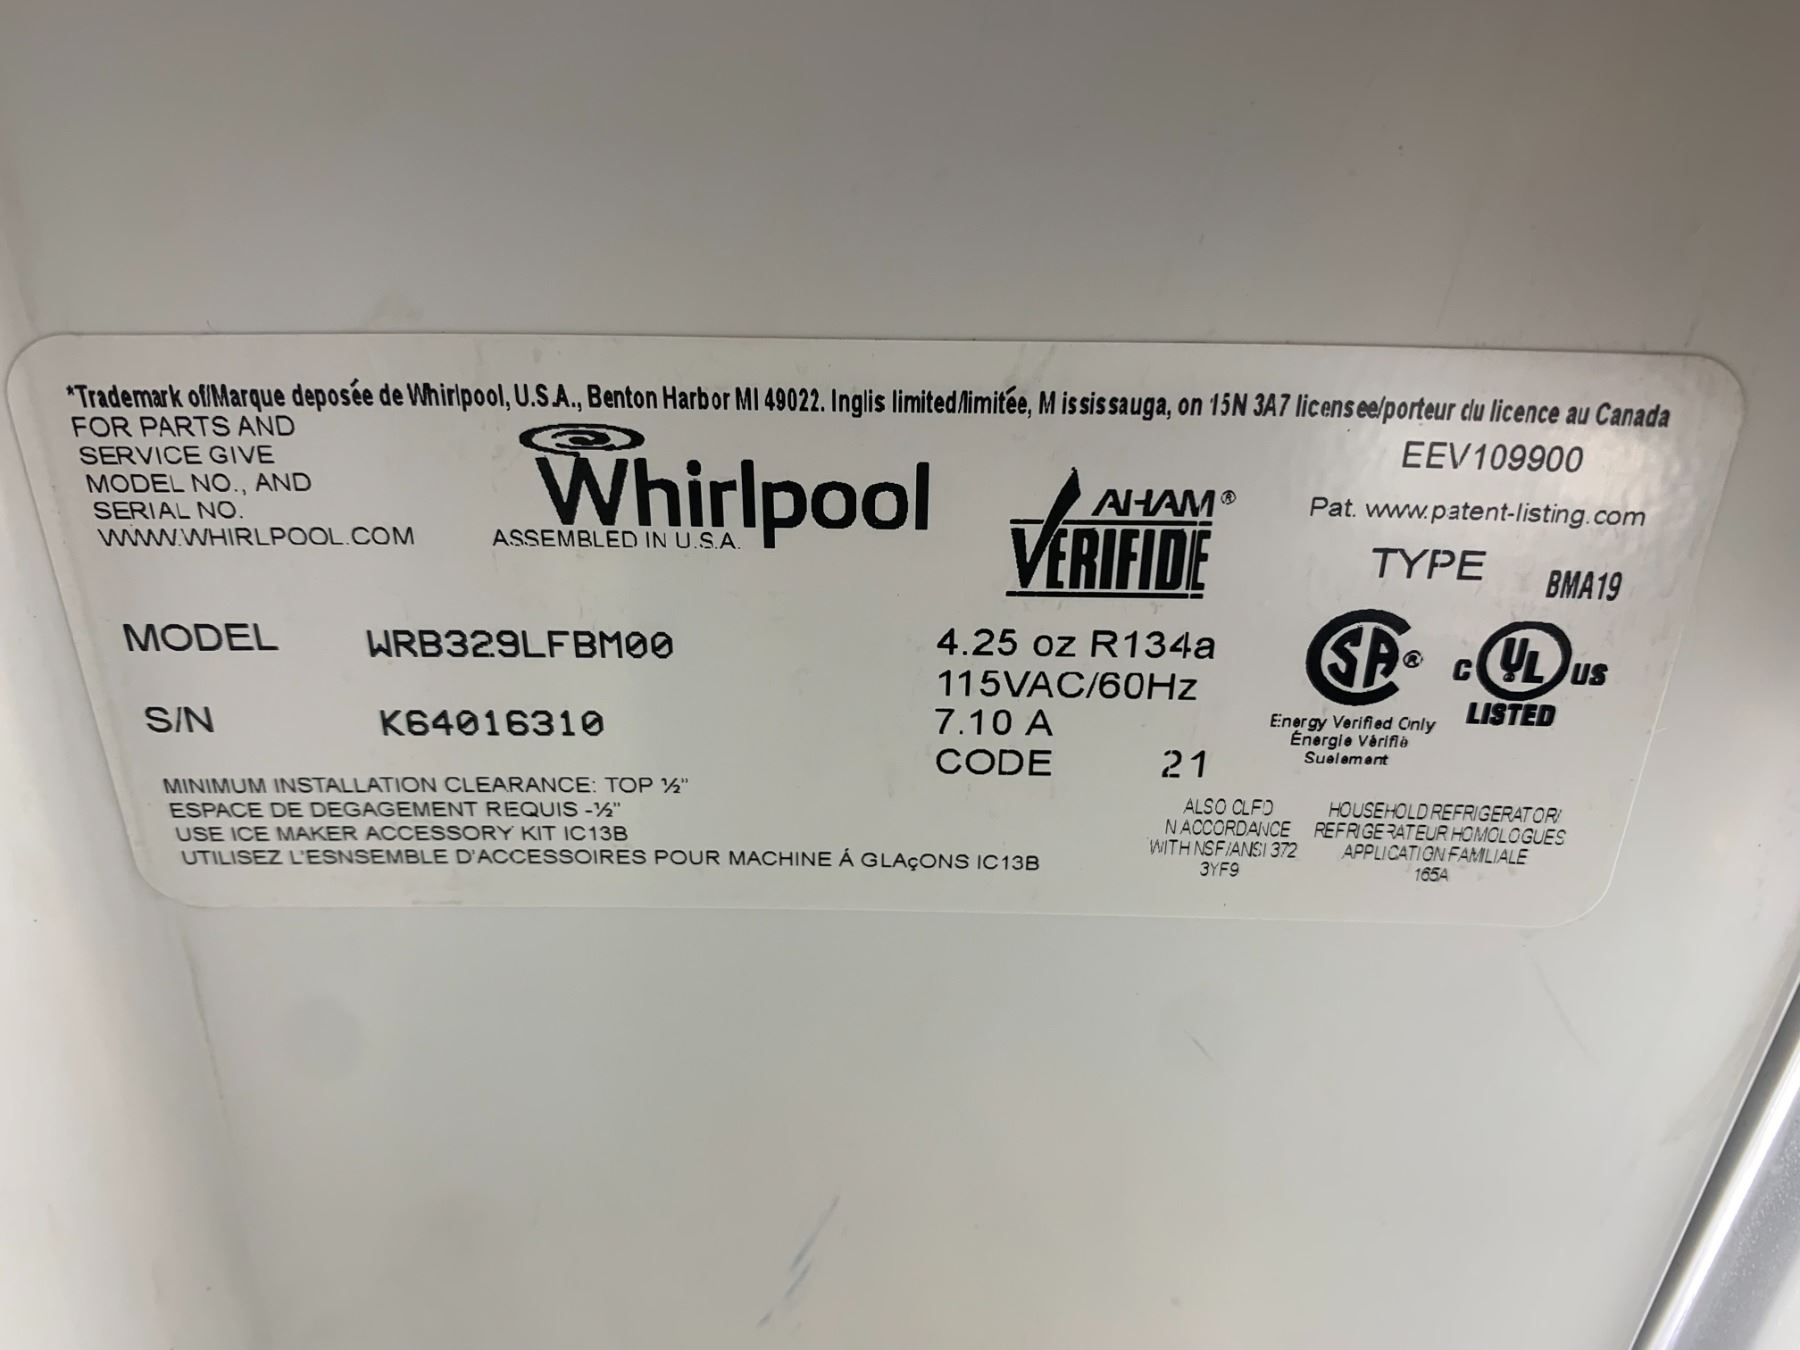 *Trademark of/Marque deposée de Whirlpool, U.S.A., Benton Harbor MI 49022. Inglis limited/limitée, Mississauga, on 15N 3A7 licensee/porteur du licence au Canada
FOR PARTS AND
SERVICE GIVE
MODEL NO., AND
SERIAL NO.
WWW.WHIRLPOOL.COM
Whirlpool
ASSEMBLED IN U.S.A.
AHAM®
VERIFIDE
EEV109900
Pat. www.patent-listing.com
TYPE BMA19
MODEL WRB329LFBM00
S/N K64016310
4.25 oz R134a
115VAC/60Hz
7.10 A
CODE 21
SA®
Energy Verified Only
Énergie Vèrifiè
Suelement
C UL US
LISTED
MINIMUM INSTALLATION CLEARANCE: TOP ½"
ESPACE DE DEGAGEMENT REQUIS -½"
USE ICE MAKER ACCESSORY KIT IC13B
UTILISEZ L'ESNSEMBLE D'ACCESSOIRES POUR MACHINE Á GLAçONS IC13B
ALSO CLFD
N ACCORDANCE
WITH NSF/ANSI 372
3YF9
HOUSEHOLD REFRIGERATOR/
REFRIGERATEUR HOMOLOGUES
APPLICATION FAMILIALE
165A